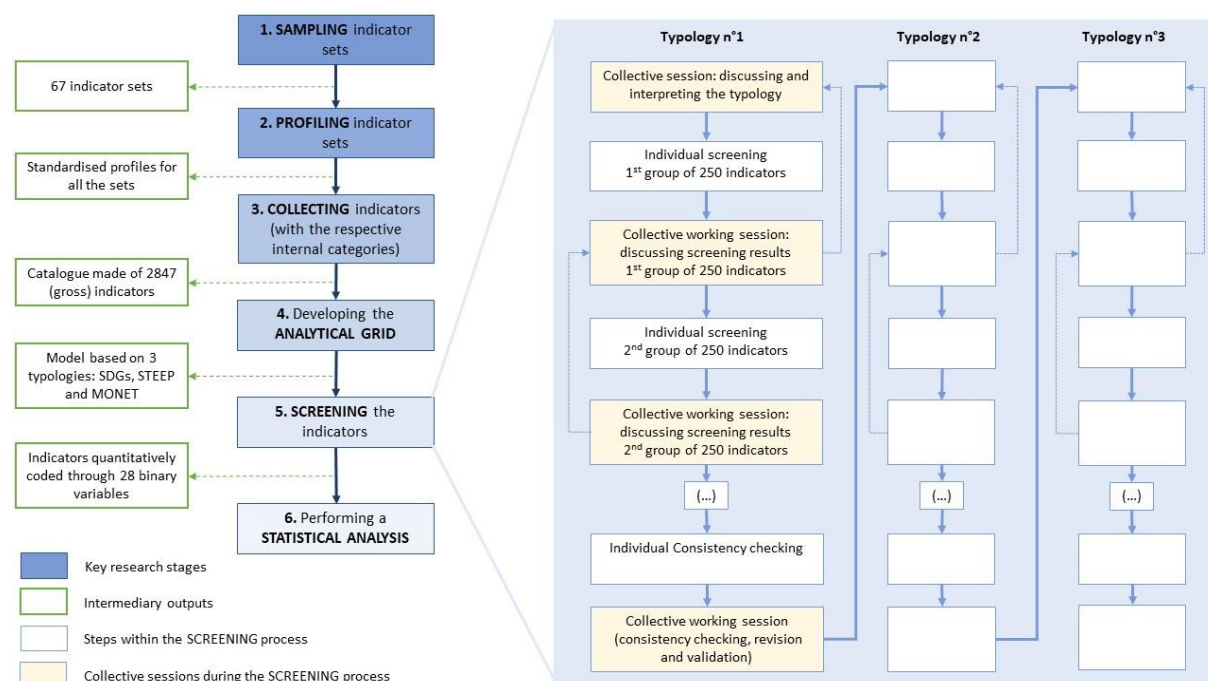 1. SAMPLING indicator
sets
67 indicator sets
2. PROFILING indicator
sets
Standardised profiles for
all the sets
3. COLLECTING indicators
(with the respective
internal categories)
Catalogue made of 2847
(gross) indicators
4. Developing the
ANALYTICAL GRID
Model based on 3
typologies: SDGs, STEEP
and MONET
5. SCREENING the
indicators
Indicators quantitatively
coded through 28 binary
variables
6. Performing a
STATISTICAL ANALYSIS
Key research stages
Intermediary outputs
Steps within the SCREENING process
Collective sessions during the SCREENING process
Typology n°1
Collective session: discussing and
interpreting the typology
Individual screening
1st group of 250 indicators
Collective working session:
discussing screening results
1st group of 250 indicators
Individual screening
2nd group of 250 indicators
Collective working session:
discussing screening results
2nd group of 250 indicators
(...)
Individual Consistency checking
Collective working session
(consistency checking, revision
and validation)
Typology n°2
(...)
Typology n°3
(...)